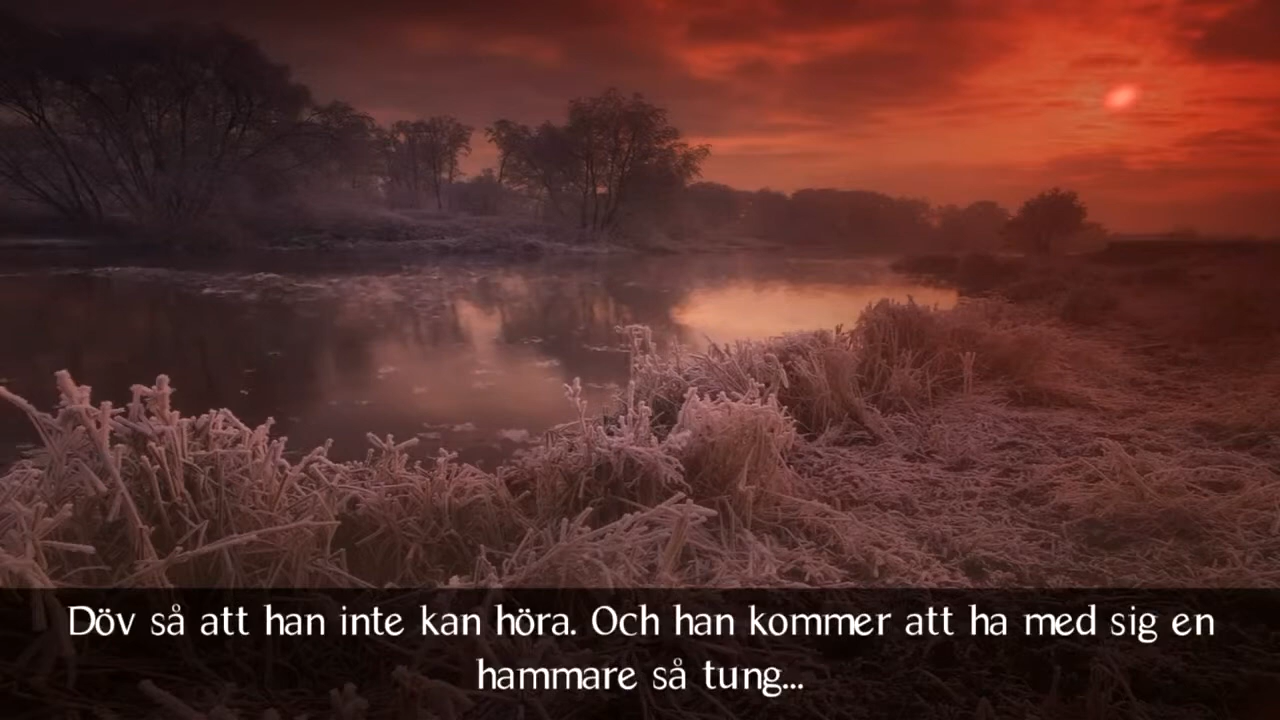 Döv så att han inte kan höra. Och han kommer att ha med sig en
hammare så tung...